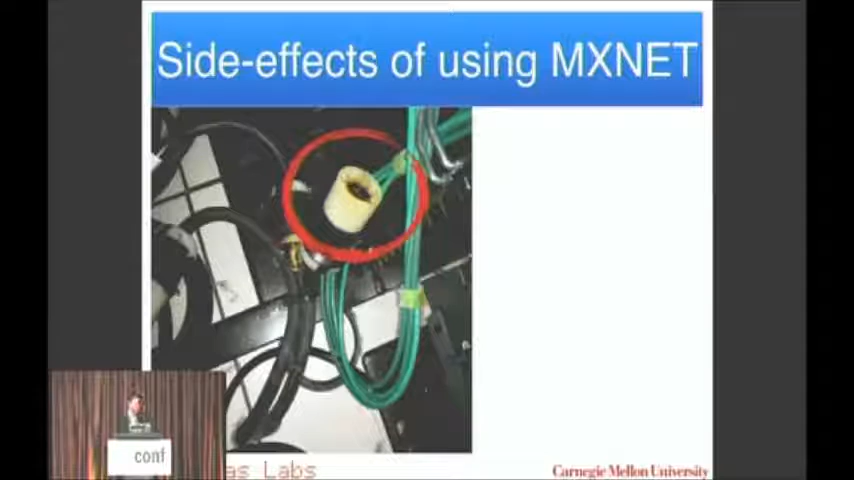 Side-effects of using MXNET
conf
as Labs
Carnegie Mellon University